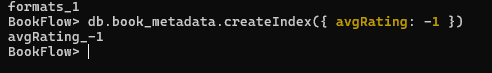 formats_1
BookFlow> db.book_metadata.createIndex({ avgRating: -1 })
avgRating_-1
BookFlow>